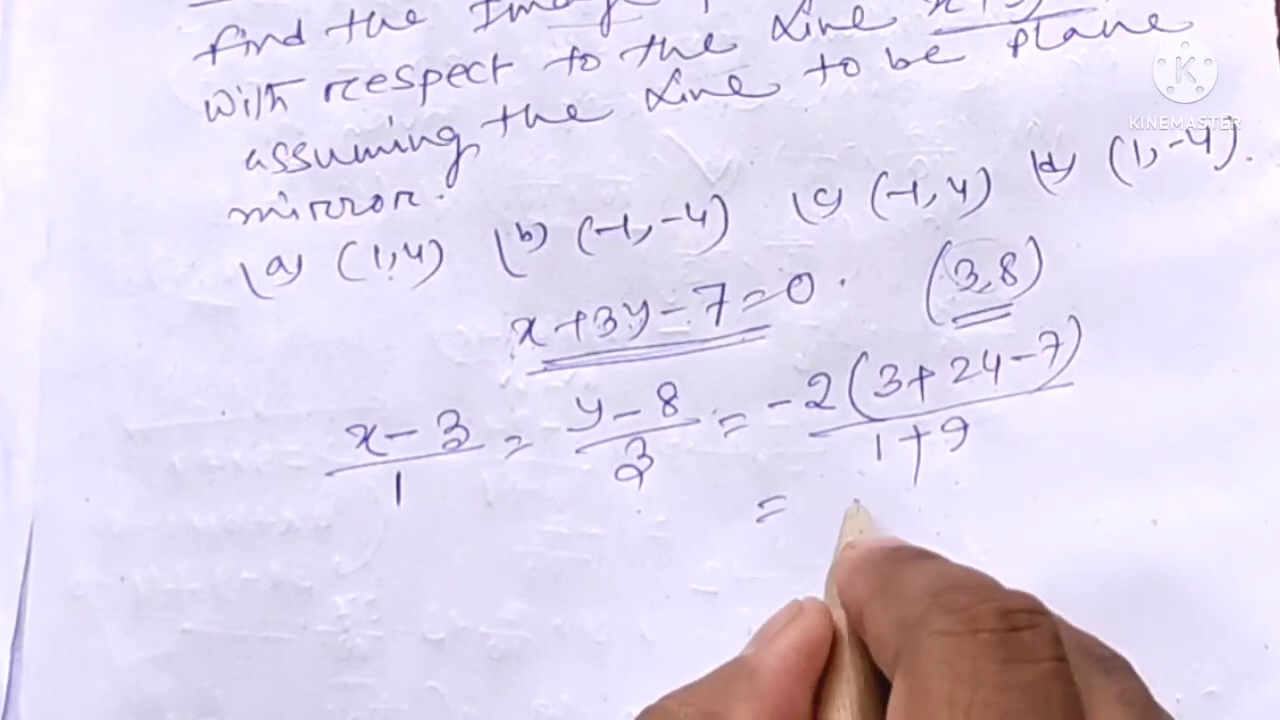 find the Image
with respect to the Line
assuming the Line to be plane
mirror.
(a) (1,4) (b) (-1,-4) (c) (-1,4) (d) (1,-4).
x+3y-7=0. (3,8)
x-3/1 = y-8/3 = -2(3+24-7)/1+9
=
K
KINEMASTER